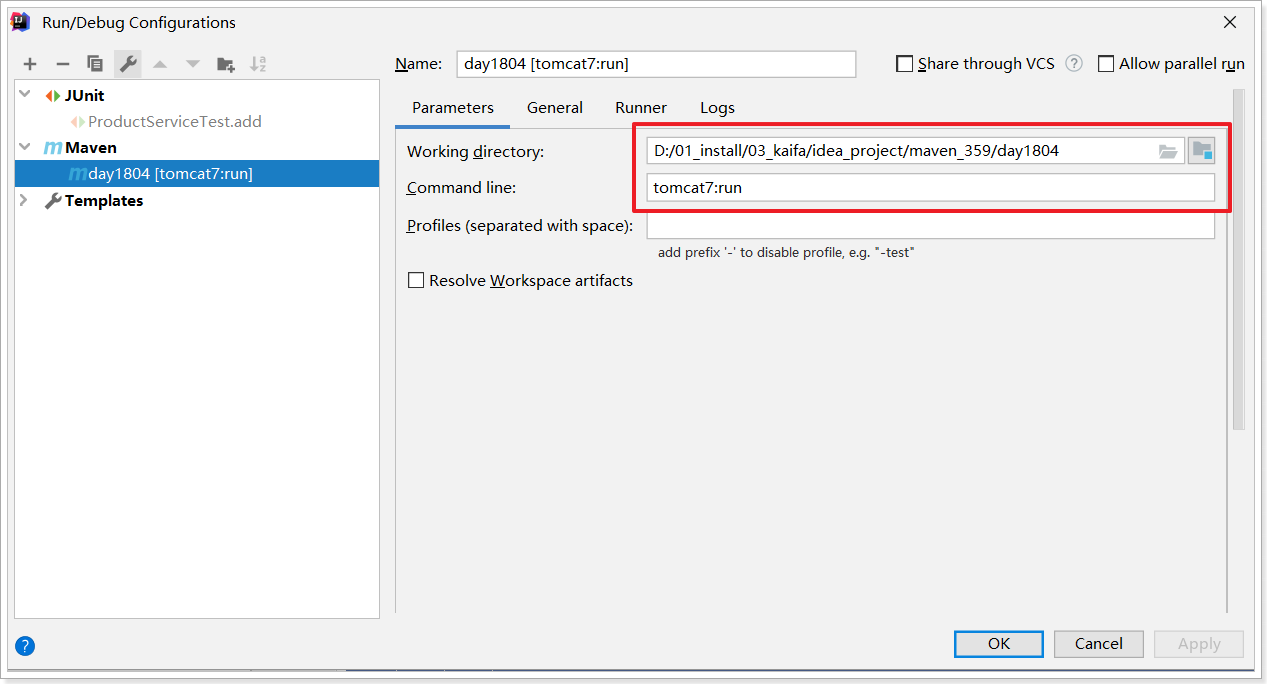 Run/Debug Configurations
Name: day1804 [tomcat7:run] Share through VCS ? Allow parallel run
JUnit
ProductServiceTest.add
Maven
day1804 [tomcat7:run]
Templates
Parameters General Runner Logs
Working directory: D:/01_install/03_kaifa/idea_project/maven_359/day1804
Command line: tomcat7:run
Profiles (separated with space):
add prefix '-' to disable profile, e.g. "-test"
Resolve Workspace artifacts
? OK Cancel Apply